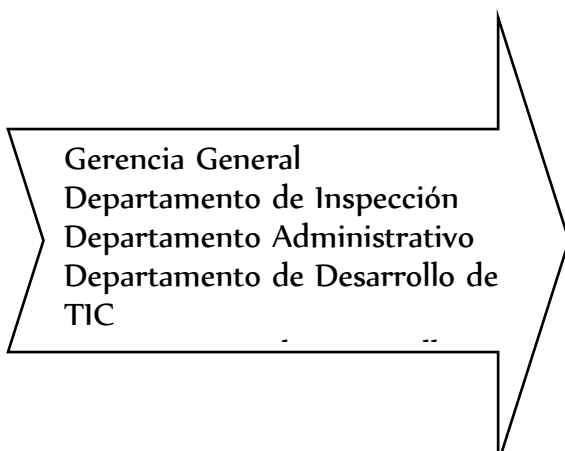 Gerencia General
Departamento de Inspección
Departamento Administrativo
Departamento de Desarrollo de
TIC